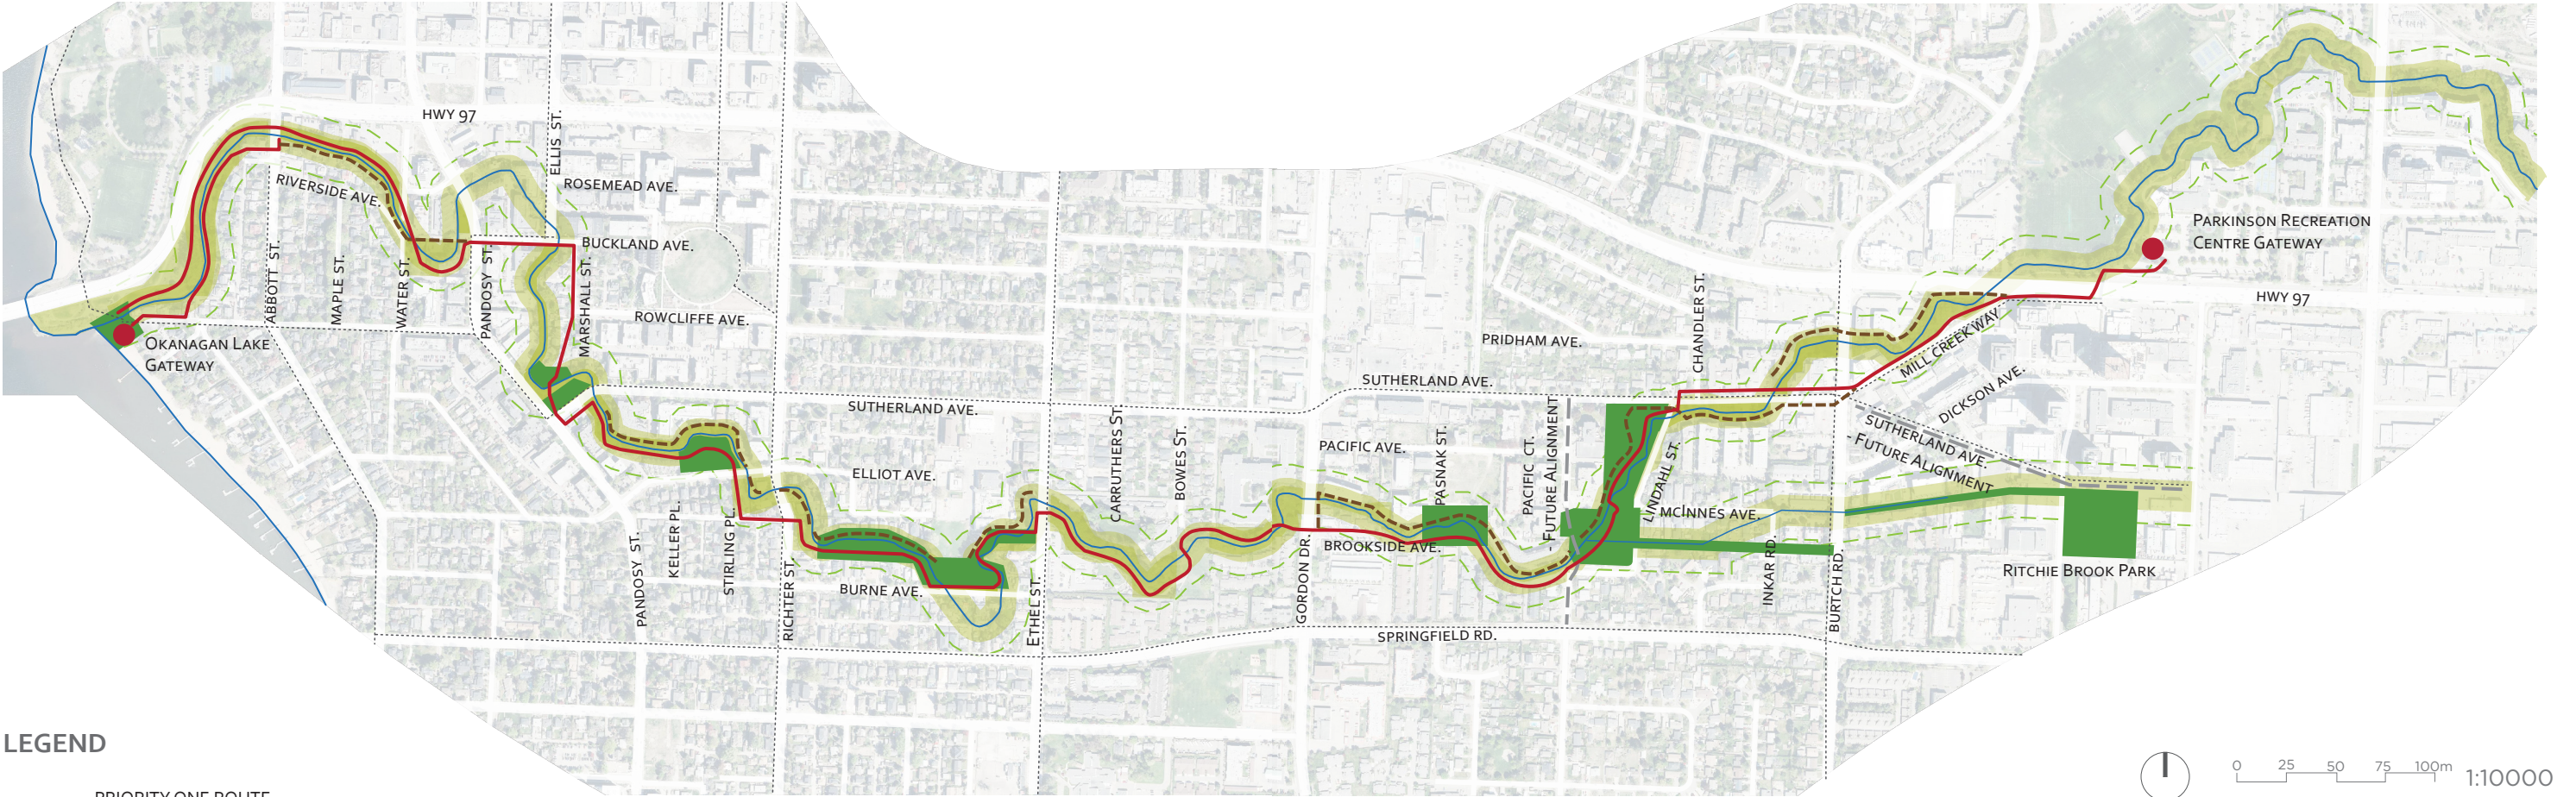 HWY 97
ELLIS ST.
RIVERSIDE AVE.
ROSEMEAD AVE.
BUCKLAND AVE.
ABBOTT ST.
MAPLE ST.
WATER ST.
PANDOSY ST.
MARSHALL ST.
ROWCLIFFE AVE.
OKANAGAN LAKE
GATEWAY
SUTHERLAND AVE.
ELLIOT AVE.
KELLER PL.
STIRLING PL.
PANDOSY ST.
RICHTER ST.
BURNE AVE.
ETHEL ST.
CARRUTHERS ST.
BOWES ST.
GORDON DR.
PACIFIC AVE.
PASNAK ST.
BROOKSIDE AVE.
SPRINGFIELD RD.
PRIDHAM AVE.
SUTHERLAND AVE.
PACIFIC CT.
- FUTURE ALIGNMENT
CHANDLER ST.
LINDAHL ST.
MCINNES AVE.
INKAR RD.
BURTCH RD.
MILL CREEK WAY
DICKSON AVE.
SUTHERLAND AVE.
- FUTURE ALIGNMENT
RITCHIE BROOK PARK
PARKINSON RECREATION
CENTRE GATEWAY
HWY 97
LEGEND
PRIORITY ONE ROUTE
0 25 50 75 100m
1:10000